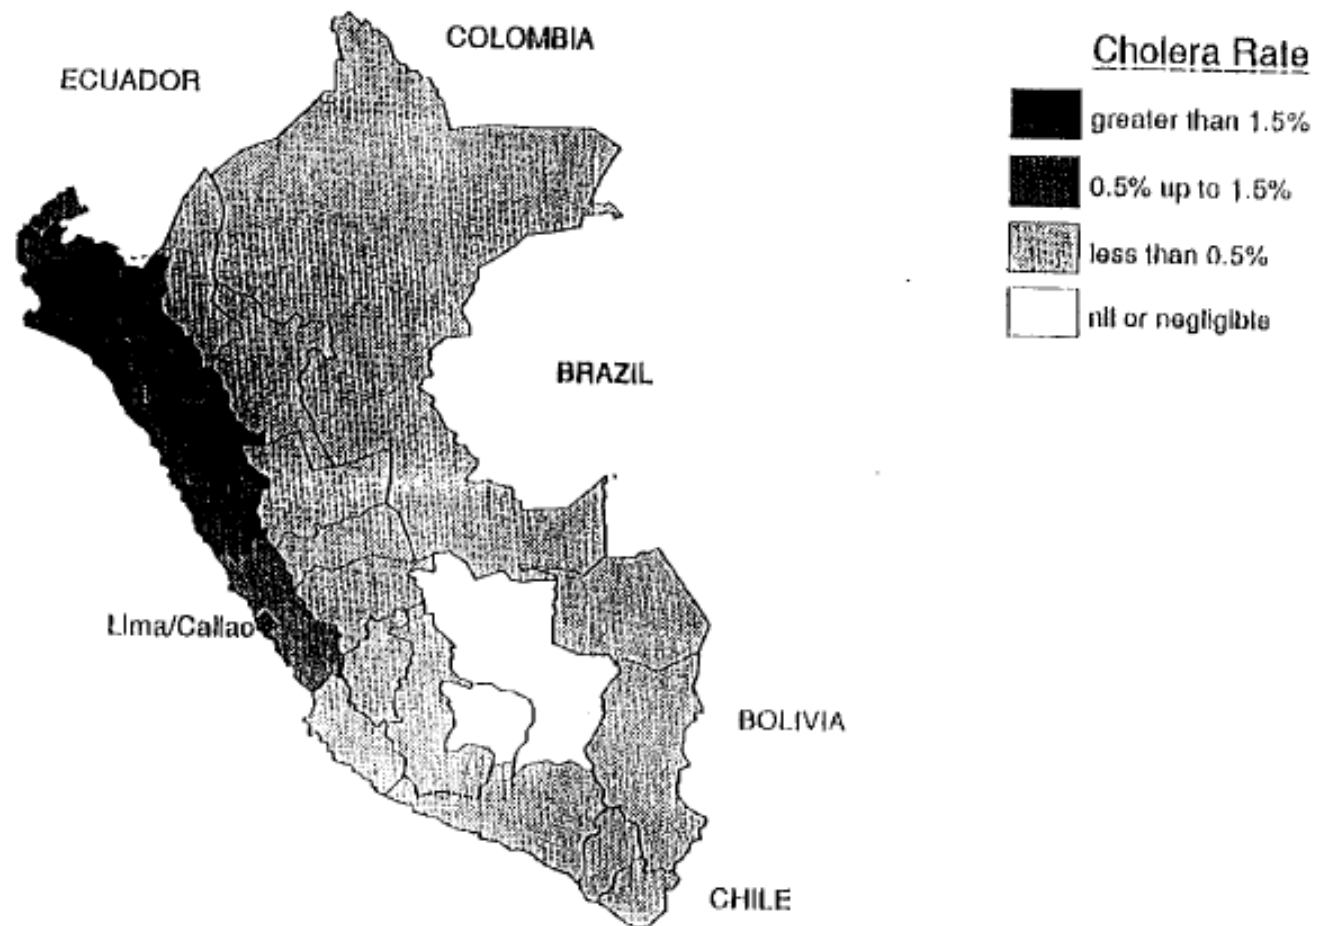 COLOMBIA
ECUADOR
Cholera Rate
greater than 1.5%
0.5% up to 1.5%
less than 0.5%
nil or negligible
BRAZIL
Lima/Callao
BOLIVIA
CHILE